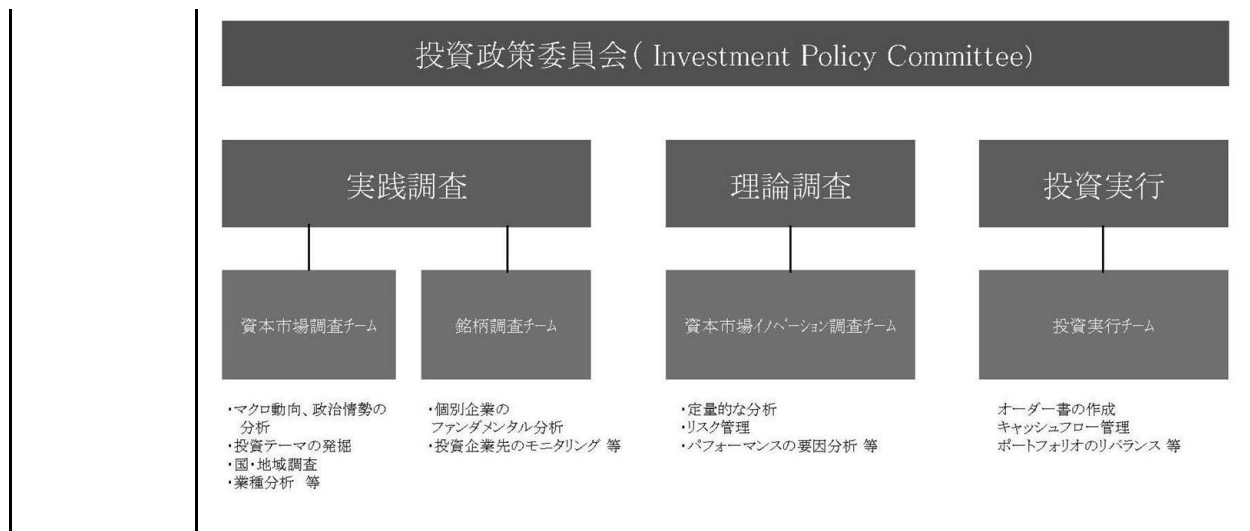 投資政策委員会( Investment Policy Committee)
実践調査
理論調査
投資実行
資本市場調査チーム
銘柄調査チーム
資本市場イノベーション調査チーム
投資実行チーム
・マクロ動向、政治情勢の
分析
・投資テーマの発掘
・国・地域調査
・業種分析 等
・個別企業の
ファンダメンタル分析
・投資企業先のモニタリング 等
・定量的な分析
・リスク管理
・パフォーマンスの要因分析 等
オーダー書の作成
キャッシュフロー管理
ポートフォリオのリバランス 等